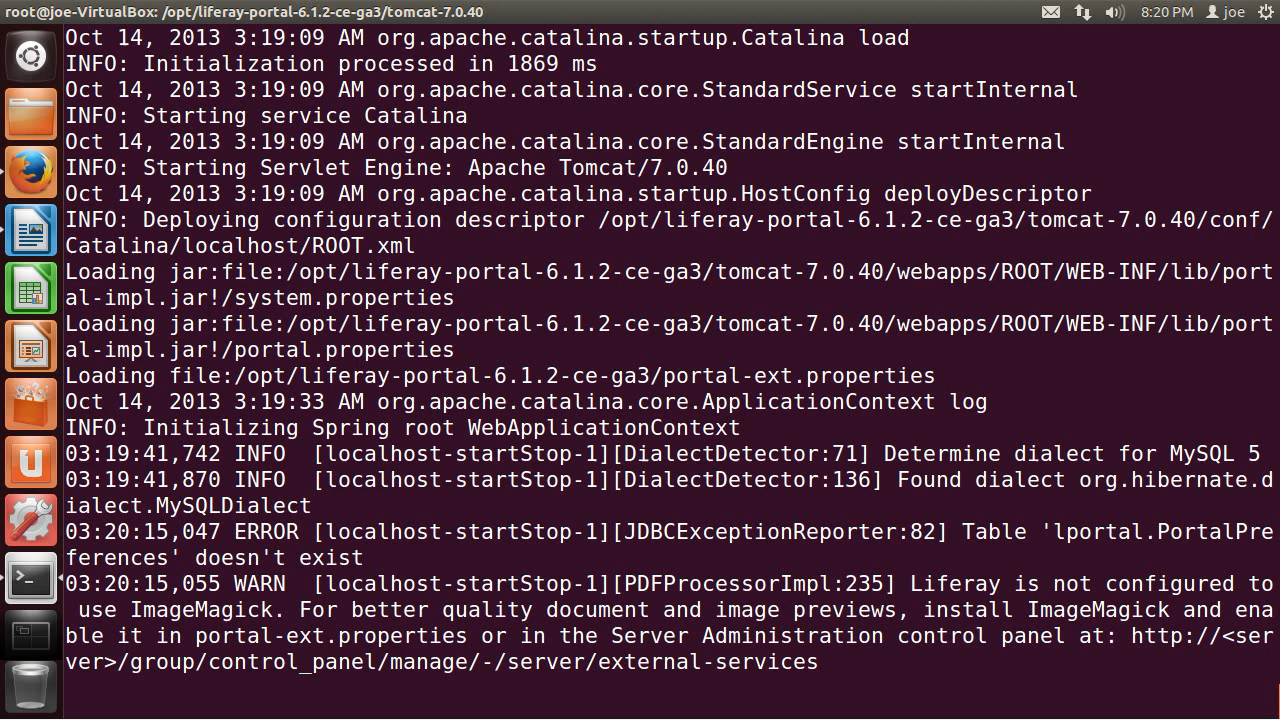 root@joe-VirtualBox: /opt/liferay-portal-6.1.2-ce-ga3/tomcat-7.0.40
8:20 PM joe
Oct 14, 2013 3:19:09 AM org.apache.catalina.startup.Catalina load
INFO: Initialization processed in 1869 ms
Oct 14, 2013 3:19:09 AM org.apache.catalina.core.StandardService startInternal
INFO: Starting service Catalina
Oct 14, 2013 3:19:09 AM org.apache.catalina.core.StandardEngine startInternal
INFO: Starting Servlet Engine: Apache Tomcat/7.0.40
Oct 14, 2013 3:19:09 AM org.apache.catalina.startup.HostConfig deployDescriptor
INFO: Deploying configuration descriptor /opt/liferay-portal-6.1.2-ce-ga3/tomcat-7.0.40/conf/
Catalina/localhost/ROOT.xml
Loading jar:file:/opt/liferay-portal-6.1.2-ce-ga3/tomcat-7.0.40/webapps/ROOT/WEB-INF/lib/port
al-impl.jar!/system.properties
Loading jar:file:/opt/liferay-portal-6.1.2-ce-ga3/tomcat-7.0.40/webapps/ROOT/WEB-INF/lib/port
al-impl.jar!/portal.properties
Loading file:/opt/liferay-portal-6.1.2-ce-ga3/portal-ext.properties
Oct 14, 2013 3:19:33 AM org.apache.catalina.core.ApplicationContext log
INFO: Initializing Spring root WebApplicationContext
03:19:41,742 INFO  [localhost-startStop-1][DialectDetector:71] Determine dialect for MySQL 5
03:19:41,870 INFO  [localhost-startStop-1][DialectDetector:136] Found dialect org.hibernate.d
ialect.MySQLDialect
03:20:15,047 ERROR [localhost-startStop-1][JDBCExceptionReporter:82] Table 'lportal.PortalPre
ferences' doesn't exist
03:20:15,055 WARN  [localhost-startStop-1][PDFProcessorImpl:235] Liferay is not configured to
 use ImageMagick. For better quality document and image previews, install ImageMagick and ena
ble it in portal-ext.properties or in the Server Administration control panel at: http://<ser
ver>/group/control_panel/manage/-/server/external-services